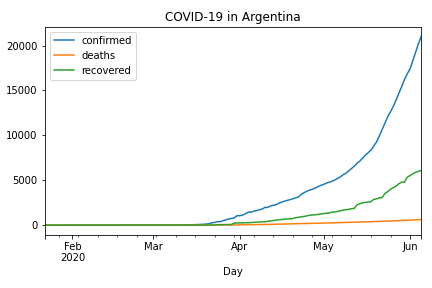 COVID-19 in Argentina
confirmed
deaths
recovered
20000
15000
10000
5000
0
Feb
2020
Mar
Apr
May
Jun
Day